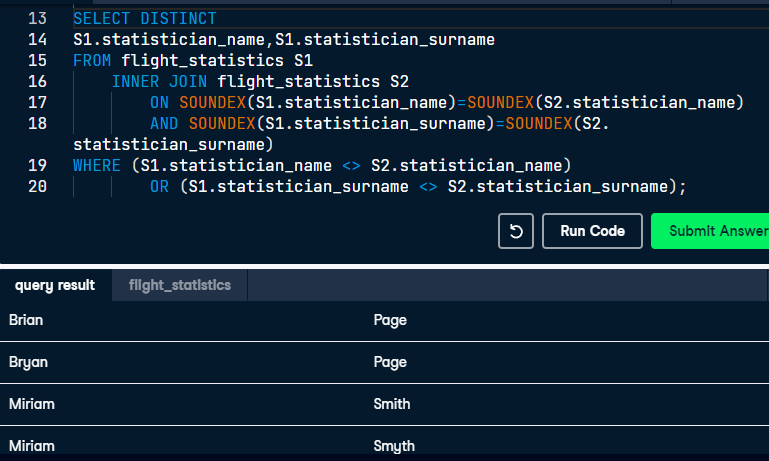 13 SELECT DISTINCT
14 S1.statistician_name,S1.statistician_surname
15 FROM flight_statistics S1
16 INNER JOIN flight_statistics S2
17 ON SOUNDEX(S1.statistician_name)=SOUNDEX(S2.statistician_name)
18 AND SOUNDEX(S1.statistician_surname)=SOUNDEX(S2.
statistician_surname)
19 WHERE (S1.statistician_name <> S2.statistician_name)
20 OR (S1.statistician_surname <> S2.statistician_surname);
Run Code Submit Answer
query result flight_statistics
Brian Page
Bryan Page
Miriam Smith
Miriam Smyth